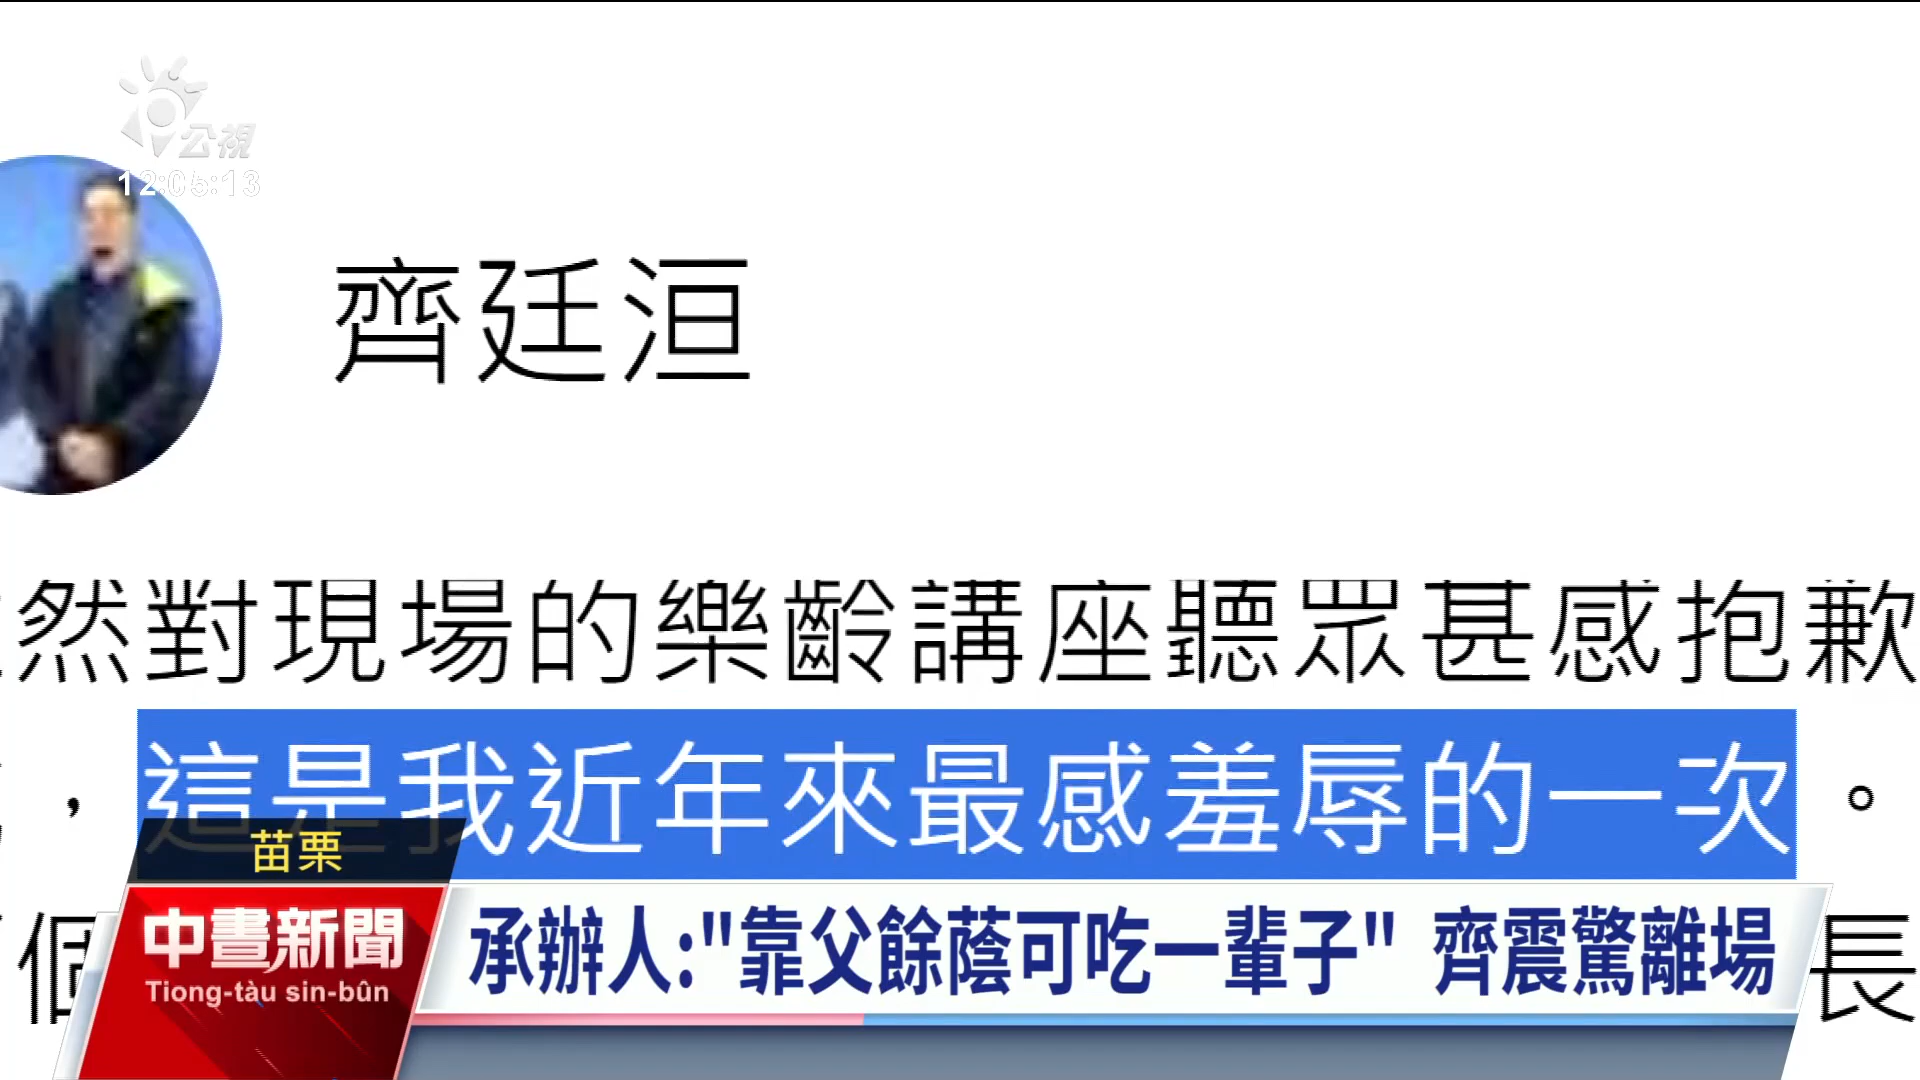 公視
12:05:13
齊廷洹
然對現場的樂齡講座聽眾甚感抱歉
，這是我近年來最感羞辱的一次。
個
長
苗栗
中晝新聞
Tiong-tàu sin-bûn
承辦人:"靠父餘蔭可吃一輩子" 齊震驚離場